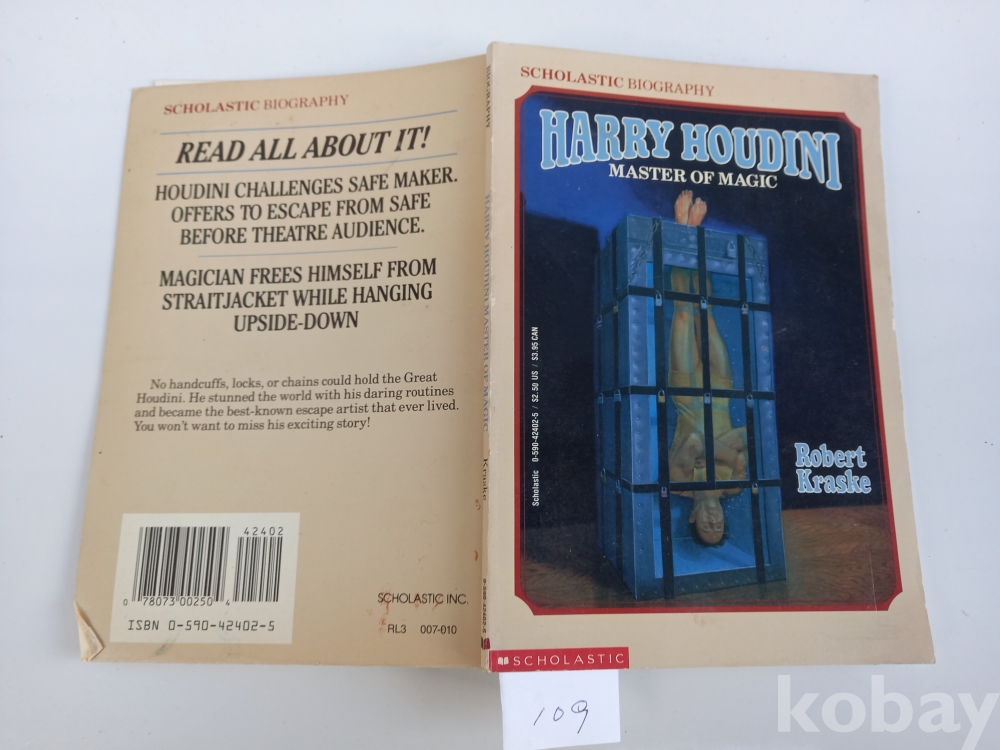 SCHOLASTIC BIOGRAPHY
READ ALL ABOUT IT!
HOUDINI CHALLENGES SAFE MAKER.
OFFERS TO ESCAPE FROM SAFE
BEFORE THEATRE AUDIENCE.
MAGICIAN FREES HIMSELF FROM
STRAITJACKET WHILE HANGING
UPSIDE-DOWN
No handcuffs, locks, or chains could hold the Great
Houdini. He stunned the world with his daring routines
and became the best-known escape artist that ever lived.
You won't want to miss his exciting story!
42402
0 78073 00250 4
ISBN 0-590-42402-5
SCHOLASTIC INC.
RL3 007-010
BIOGRAPHY
HARRY HOUDINI MASTER OF MAGIC
Kraske
0-590-42402-5
SCHOLASTIC BIOGRAPHY
HARRY HOUDINI
MASTER OF MAGIC
Scholastic 0-590-42402-5 / $2.50 US / $3.95 CAN
Robert
Kraske
SCHOLASTIC
109
kobay